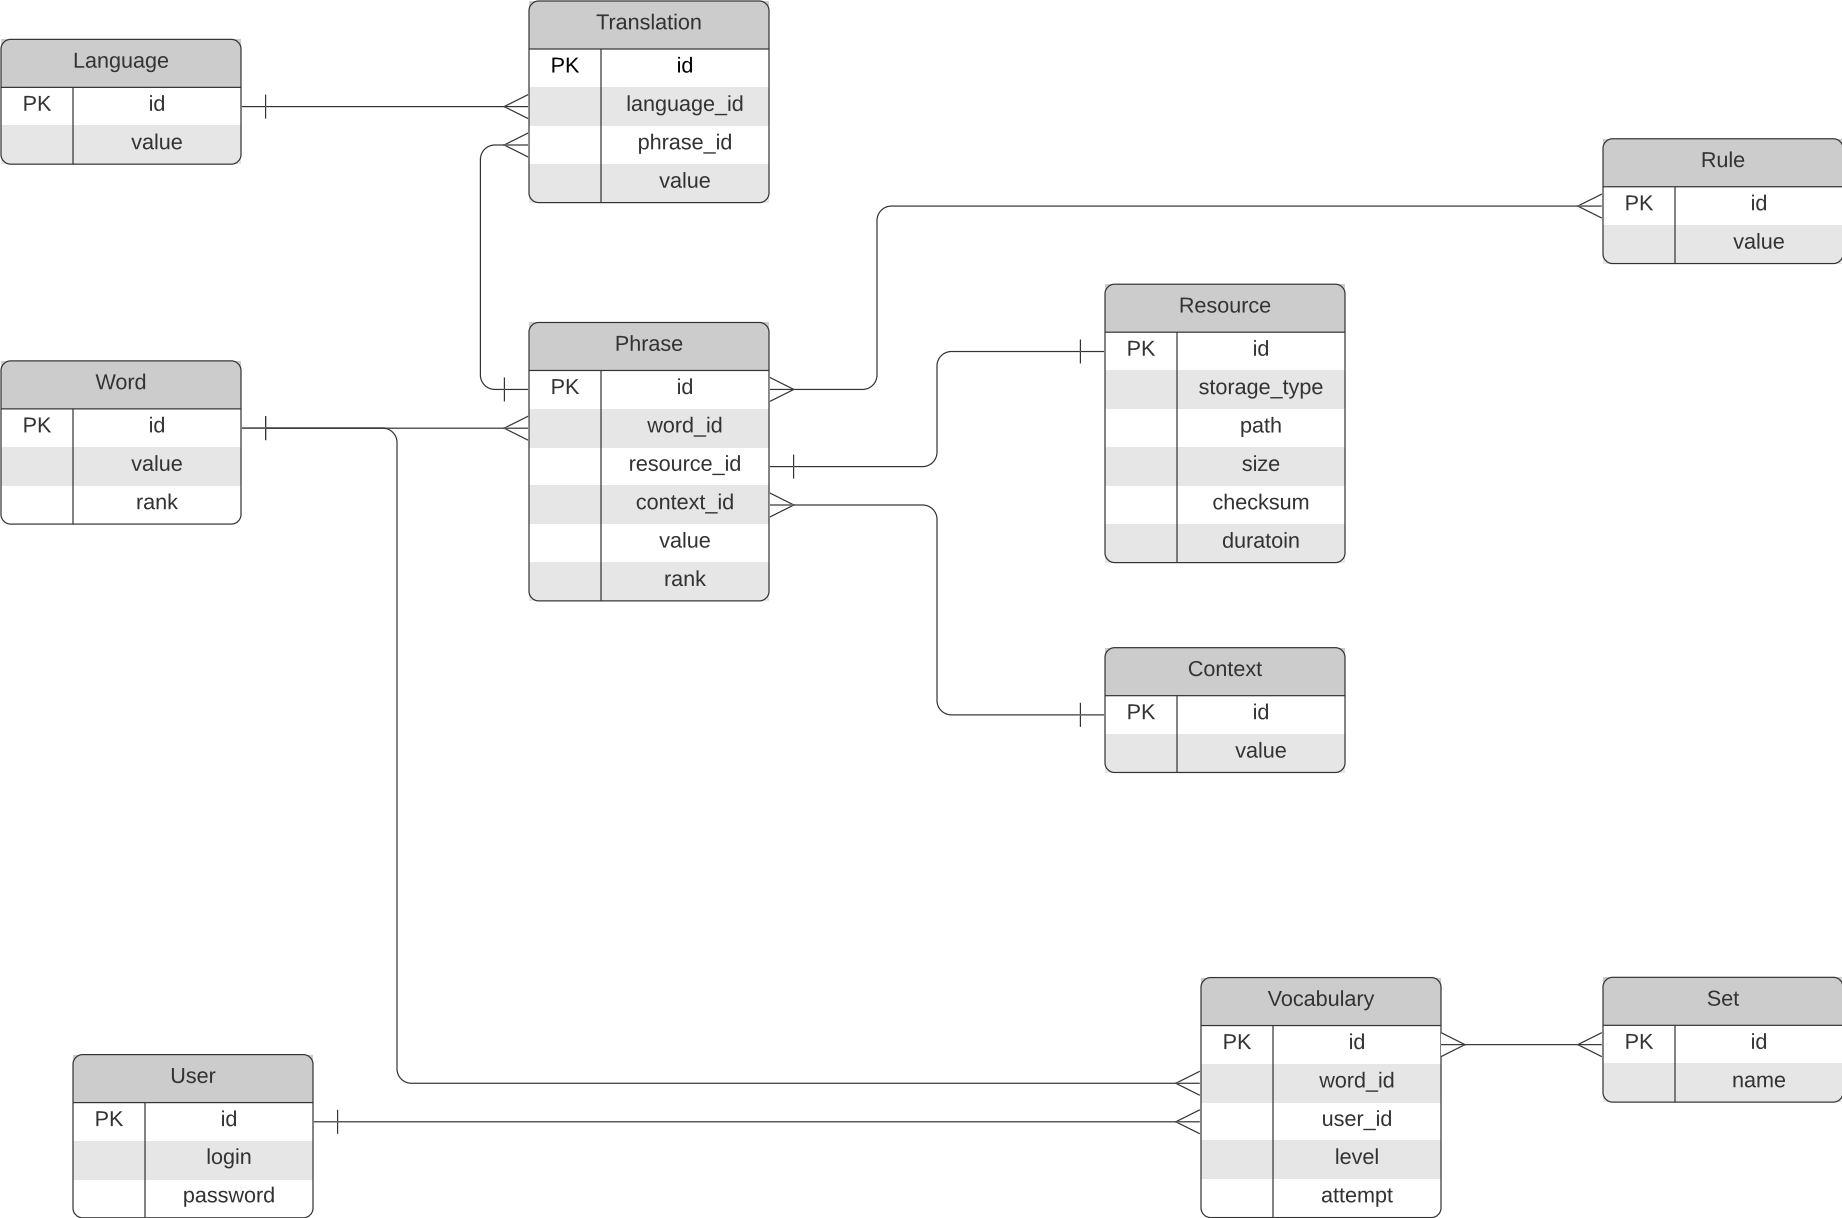 Translation
PK id
language_id
phrase_id
value
Language
PK id
value
Rule
PK id
value
Phrase
PK id
word_id
resource_id
context_id
value
rank
Resource
PK id
storage_type
path
size
checksum
duratoin
Word
PK id
value
rank
Context
PK id
value
Vocabulary
PK id
word_id
user_id
level
attempt
Set
PK id
name
User
PK id
login
password